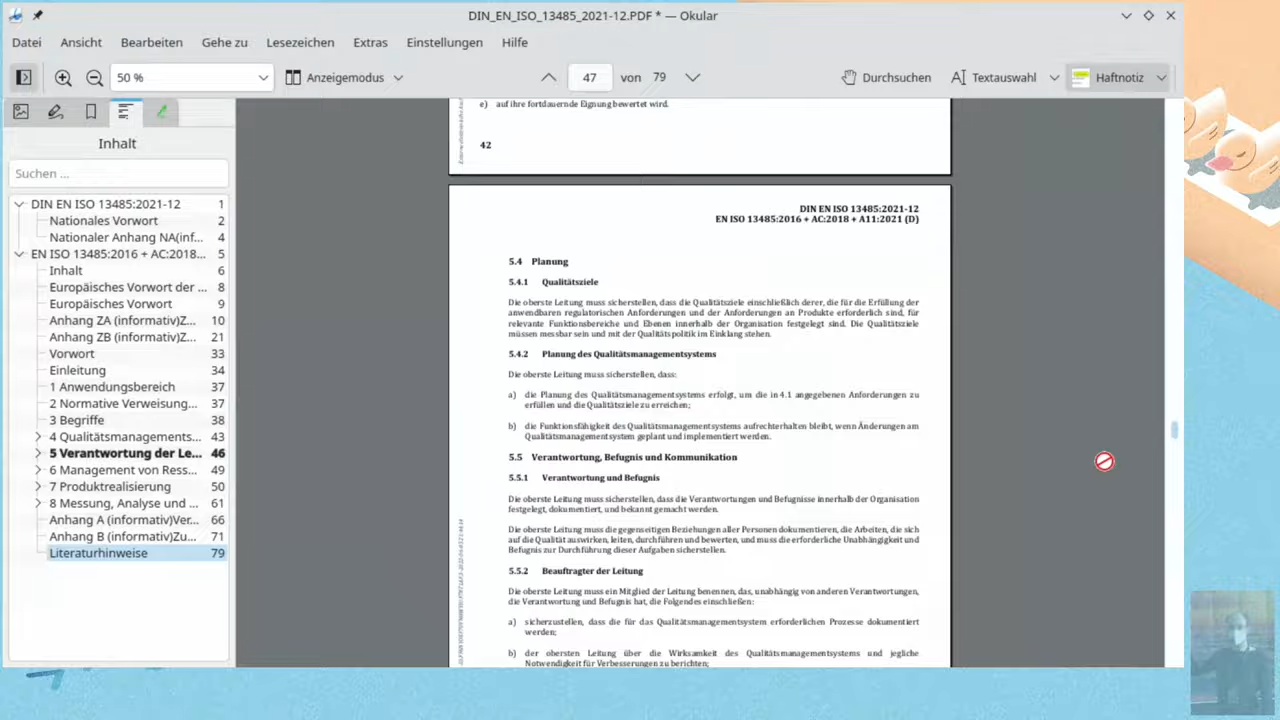 DIN_EN_ISO_13485_2021-12.PDF * — Okular
Datei Ansicht Bearbeiten Gehe zu Lesezeichen Extras Einstellungen Hilfe
50 % Anzeigemodus 47 von 79 Durchsuchen Textauswahl Haftnotiz
Inhalt
Suchen ...
DIN EN ISO 13485:2021-12 1
Nationales Vorwort 2
Nationaler Anhang NA(inf... 4
EN ISO 13485:2016 + AC:2018... 5
Inhalt 6
Europäisches Vorwort der ... 8
Europäisches Vorwort 9
Anhang ZA (informativ)Z... 10
Anhang ZB (informativ)Z... 21
Vorwort 33
Einleitung 34
1 Anwendungsbereich 37
2 Normative Verweisung... 37
3 Begriffe 38
4 Qualitätsmanagements... 43
5 Verantwortung der Le... 46
6 Management von Ress... 49
7 Produktrealisierung 50
8 Messung, Analyse und ... 61
Anhang A (informativ)Ver... 66
Anhang B (informativ)Zu... 71
Literaturhinweise 79
e) auf ihre fortdauernde Eignung bewertet wird.
42
DIN EN ISO 13485:2021-12
EN ISO 13485:2016 + AC:2018 + A11:2021 (D)
5.4 Planung
5.4.1 Qualitätsziele
Die oberste Leitung muss sicherstellen, dass die Qualitätsziele einschließlich derer, die für die Erfüllung der
anwendbaren regulatorischen Anforderungen und der Anforderungen an Produkte erforderlich sind, für
relevante Funktionsbereiche und Ebenen innerhalb der Organisation festgelegt sind. Die Qualitätsziele
müssen messbar sein und mit der Qualitätspolitik im Einklang stehen.
5.4.2 Planung des Qualitätsmanagementsystems
Die oberste Leitung muss sicherstellen, dass:
a) die Planung des Qualitätsmanagementsystems erfolgt, um die in 4.1 angegebenen Anforderungen zu
erfüllen und die Qualitätsziele zu erreichen;
b) die Funktionsfähigkeit des Qualitätsmanagementsystems aufrechterhalten bleibt, wenn Änderungen am
Qualitätsmanagementsystem geplant und implementiert werden.
5.5 Verantwortung, Befugnis und Kommunikation
5.5.1 Verantwortung und Befugnis
Die oberste Leitung muss sicherstellen, dass die Verantwortungen und Befugnisse innerhalb der Organisation
festgelegt, dokumentiert, und bekannt gemacht werden.
Die oberste Leitung muss die gegenseitigen Beziehungen aller Personen dokumentieren, die Arbeiten, die sich
auf die Qualität auswirken, leiten, durchführen und bewerten, und muss die erforderliche Unabhängigkeit und
Befugnis zur Durchführung dieser Aufgaben sicherstellen.
5.5.2 Beauftragter der Leitung
Die oberste Leitung muss ein Mitglied der Leitung benennen, das, unabhängig von anderen Verantwortungen,
die Verantwortung und Befugnis hat, die Folgendes einschließen:
a) sicherzustellen, dass die für das Qualitätsmanagementsystem erforderlichen Prozesse dokumentiert
werden;
b) der obersten Leitung über die Wirksamkeit des Qualitätsmanagementsystems und jegliche
Notwendigkeit für Verbesserungen zu berichten;